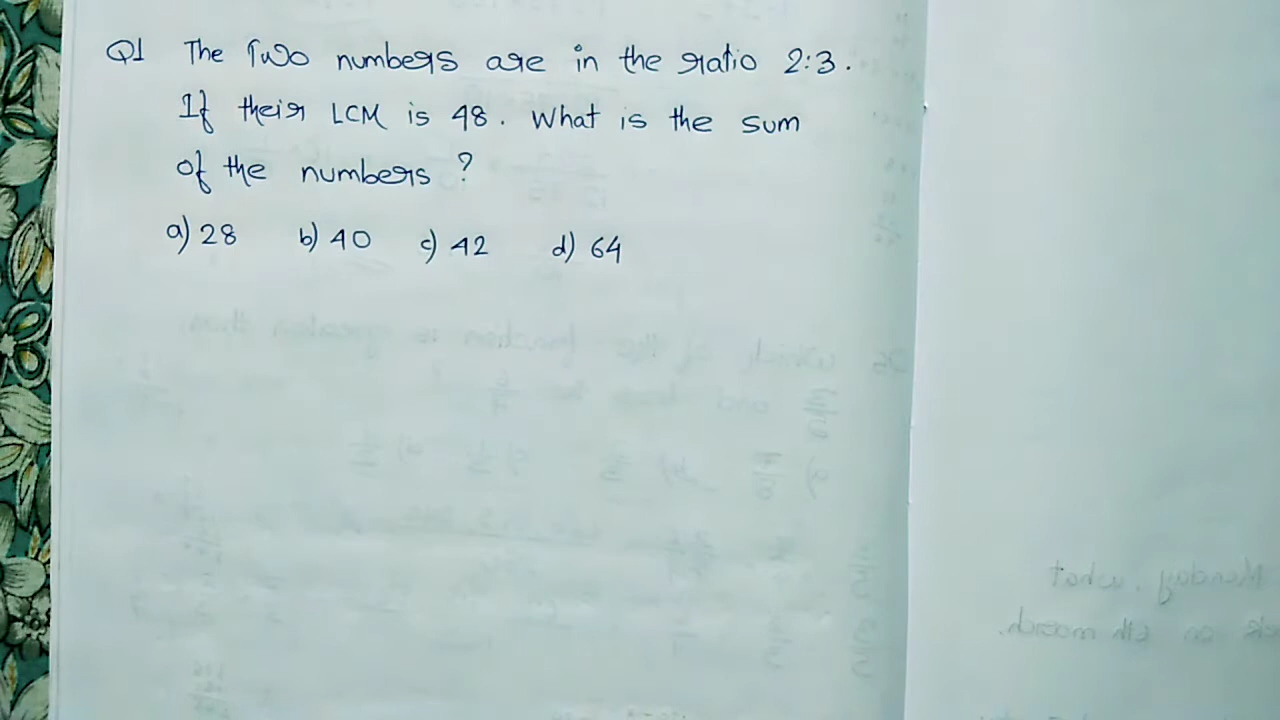 Q1 The Two numbers are in the ratio 2:3.
If their LCM is 48. What is the sum
of the numbers ?
a) 28 b) 40 c) 42 d) 64